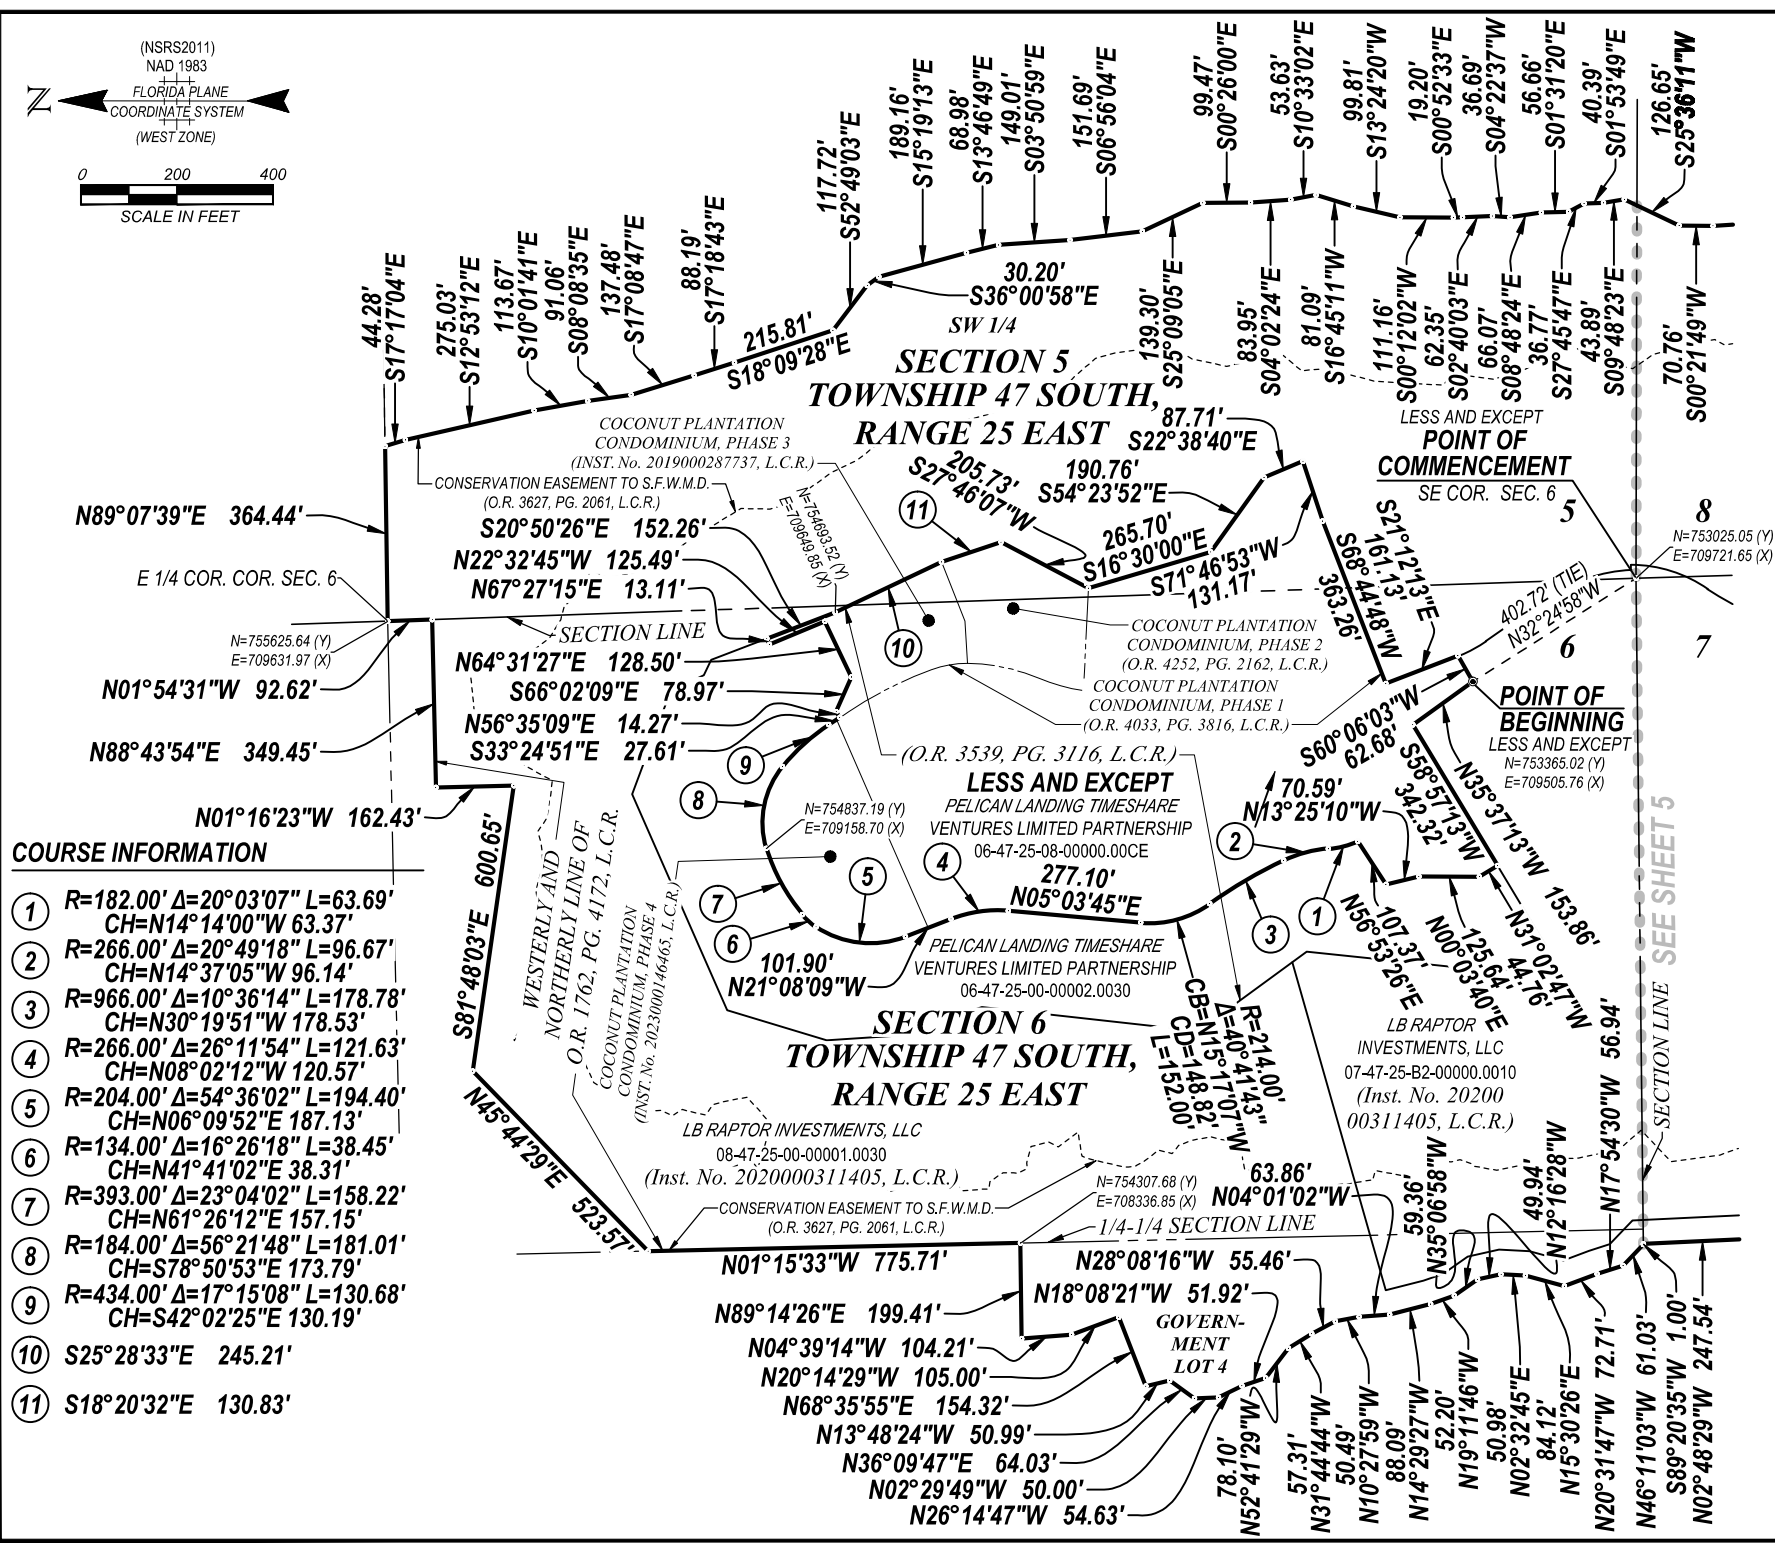 (NSRS2011)
NAD 1983
FLORIDA PLANE
COORDINATE SYSTEM
(WEST ZONE)
N
0 200 400
SCALE IN FEET
44.28'
S17°17'04"E
275.03'
S12°53'12"E
113.67'
S10°01'41"E
91.06'
S08°08'35"E
137.48'
S17°08'47"E
88.19'
S17°18'43"E
215.81'
S18°09'28"E
117.72'
S52°49'03"E
30.20'
S36°00'58"E
189.16'
S15°19'13"E
68.98'
S13°46'49"E
149.01'
S03°50'59"E
151.69'
S06°56'04"E
139.30'
S25°09'05"E
99.47'
S00°26'00"E
83.95'
S04°02'24"E
53.63'
S10°33'02"E
81.09'
S16°45'11"W
99.81'
S13°24'20"W
111.16'
S00°12'02"W
19.20'
S00°52'33"E
62.35'
S02°40'03"E
36.69'
S04°22'37"W
66.07'
S08°48'24"E
56.66'
S01°31'20"E
36.77'
S27°45'47"E
40.39'
S01°53'49"E
43.89'
S09°48'23"E
126.65'
S25°36'11"W
70.76'
S00°21'49"W
SW 1/4
SECTION 5
TOWNSHIP 47 SOUTH,
RANGE 25 EAST
COCONUT PLANTATION
CONDOMINIUM, PHASE 3
(INST. No. 2019000287737, L.C.R.)
CONSERVATION EASEMENT TO S.F.W.M.D.
(O.R. 3627, PG. 2061, L.C.R.)
N=754693.52 (Y)
E=709649.85 (X)
87.71'
S22°38'40"E
190.76'
S54°23'52"E
205.73'
S27°46'07"W
265.70'
S16°30'00"E
S71°46'53"W
131.17'
S68°44'48"W
363.26'
S21°12'13"E
161.13'
LESS AND EXCEPT
POINT OF
COMMENCEMENT
SE COR. SEC. 6
5
8
6
7
N=753025.05 (Y)
E=709721.65 (X)
402.72' (TIE)
N32°24'58"W
N89°07'39"E 364.44'
E 1/4 COR. COR. SEC. 6
N=755625.64 (Y)
E=709631.97 (X)
SECTION LINE
N01°54'31"W 92.62'
N88°43'54"E 349.45'
N01°16'23"W 162.43'
S20°50'26"E 152.26'
N22°32'45"W 125.49'
N67°27'15"E 13.11'
N64°31'27"E 128.50'
S66°02'09"E 78.97'
N56°35'09"E 14.27'
S33°24'51"E 27.61'
11
10
9
8
7
6
5
4
3
2
1
COCONUT PLANTATION
CONDOMINIUM, PHASE 2
(O.R. 4252, PG. 2162, L.C.R.)
COCONUT PLANTATION
CONDOMINIUM, PHASE 1
(O.R. 4033, PG. 3816, L.C.R.)
(O.R. 3539, PG. 3116, L.C.R.)
LESS AND EXCEPT
PELICAN LANDING TIMESHARE
VENTURES LIMITED PARTNERSHIP
06-47-25-08-00000.00CE
N=754837.19 (Y)
E=709158.70 (X)
277.10'
N05°03'45"E
101.90'
N21°08'09"W
PELICAN LANDING TIMESHARE
VENTURES LIMITED PARTNERSHIP
06-47-25-00-00002.0030
S60°06'03"W
62.68'
70.59'
N13°25'10"W
S58°57'13"W
342.32'
N35°37'13"W 153.86'
N31°02'47"W
44.76'
125.64'
N00°03'40"E
107.37'
N56°53'26"E
POINT OF
BEGINNING
LESS AND EXCEPT
N=753365.02 (Y)
E=709505.76 (X)
SEE SHEET 5
SECTION LINE
R=214.00'
Δ=40°41'43"
CB=N15°17'07"W
CD=148.82'
L=152.00'
LB RAPTOR
INVESTMENTS, LLC
07-47-25-B2-00000.0010
(Inst. No. 20200
00311405, L.C.R.)
SECTION 6
TOWNSHIP 47 SOUTH,
RANGE 25 EAST
WESTERLY AND
NORTHERLY LINE OF
O.R. 1762, PG. 4172, L.C.R.
COCONUT PLANTATION
CONDOMINIUM, PHASE 4
(INST. No. 2023000146465, L.C.R.)
S81°48'03"E 600.65'
N45°44'29"E 523.57'
LB RAPTOR INVESTMENTS, LLC
08-47-25-00-00001.0030
(Inst. No. 2020000311405, L.C.R.)
CONSERVATION EASEMENT TO S.F.W.M.D.
(O.R. 3627, PG. 2061, L.C.R.)
N=754307.68 (Y)
E=708336.85 (X)
1/4-1/4 SECTION LINE
N01°15'33"W 775.71'
N89°14'26"E 199.41'
N04°39'14"W 104.21'
N20°14'29"W 105.00'
N68°35'55"E 154.32'
N13°48'24"W 50.99'
N36°09'47"E 64.03'
N02°29'49"W 50.00'
N26°14'47"W 54.63'
N28°08'16"W 55.46'
N18°08'21"W 51.92'
GOVERN-
MENT
LOT 4
63.86'
N04°01'02"W
59.36'
N35°06'58"W
49.94'
N12°16'28"W
N17°54'30"W 56.94'
78.10'
N52°41'29"W
57.31'
N31°44'44"W
50.49'
N10°27'59"W
88.09'
N14°29'27"W
52.20'
N19°11'46"W
50.98'
N02°32'45"E
84.12'
N15°30'26"E
N20°31'47"W 72.71'
N46°11'03"W 61.03'
S89°20'35"W 1.00'
N02°48'29"W 247.54'
COURSE INFORMATION
1 R=182.00' Δ=20°03'07" L=63.69'
CH=N14°14'00"W 63.37'
2 R=266.00' Δ=20°49'18" L=96.67'
CH=N14°37'05"W 96.14'
3 R=966.00' Δ=10°36'14" L=178.78'
CH=N30°19'51"W 178.53'
4 R=266.00' Δ=26°11'54" L=121.63'
CH=N08°02'12"W 120.57'
5 R=204.00' Δ=54°36'02" L=194.40'
CH=N06°09'52"E 187.13'
6 R=134.00' Δ=16°26'18" L=38.45'
CH=N41°41'02"E 38.31'
7 R=393.00' Δ=23°04'02" L=158.22'
CH=N61°26'12"E 157.15'
8 R=184.00' Δ=56°21'48" L=181.01'
CH=S78°50'53"E 173.79'
9 R=434.00' Δ=17°15'08" L=130.68'
CH=S42°02'25"E 130.19'
10 S25°28'33"E 245.21'
11 S18°20'32"E 130.83'